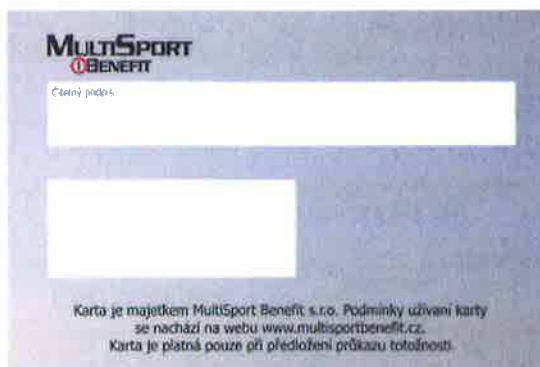 MULTISPORT
BENEFIT
Čitelný podpis
Karta je majetkem MultiSport Benefit s.r.o. Podmínky užívaní karty
se nachází na webu www.multisportbenefit.cz.
Karta je platná pouze při předložení průkazu totožnosti.